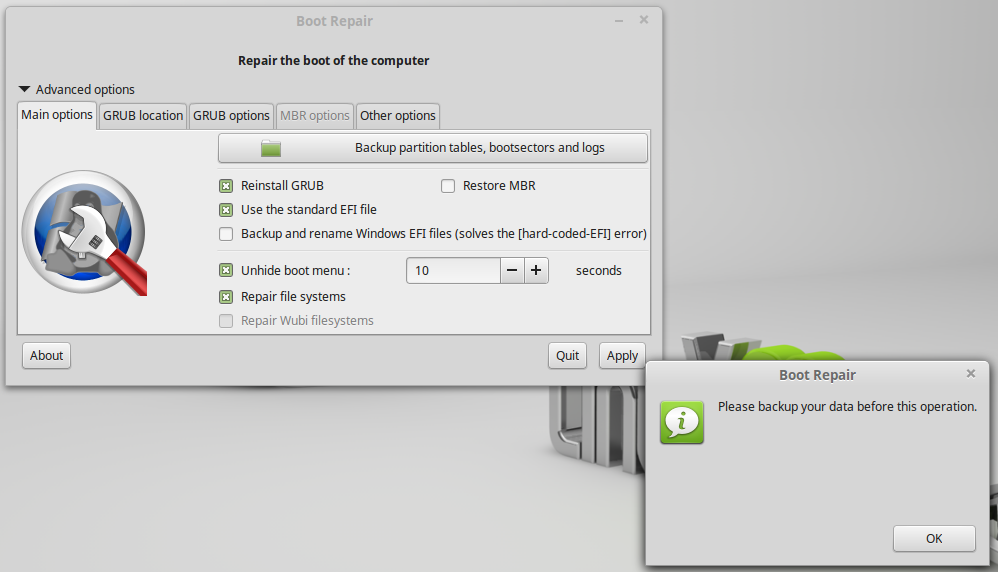 Boot Repair
Repair the boot of the computer
Advanced options
Main options
GRUB location
GRUB options
MBR options
Other options
Backup partition tables, bootsectors and logs
Reinstall GRUB
Restore MBR
Use the standard EFI file
Backup and rename Windows EFI files (solves the [hard-coded-EFI] error)
Unhide boot menu :
10
seconds
Repair file systems
Repair Wubi filesystems
About
Quit
Apply
Boot Repair
Please backup your data before this operation.
OK